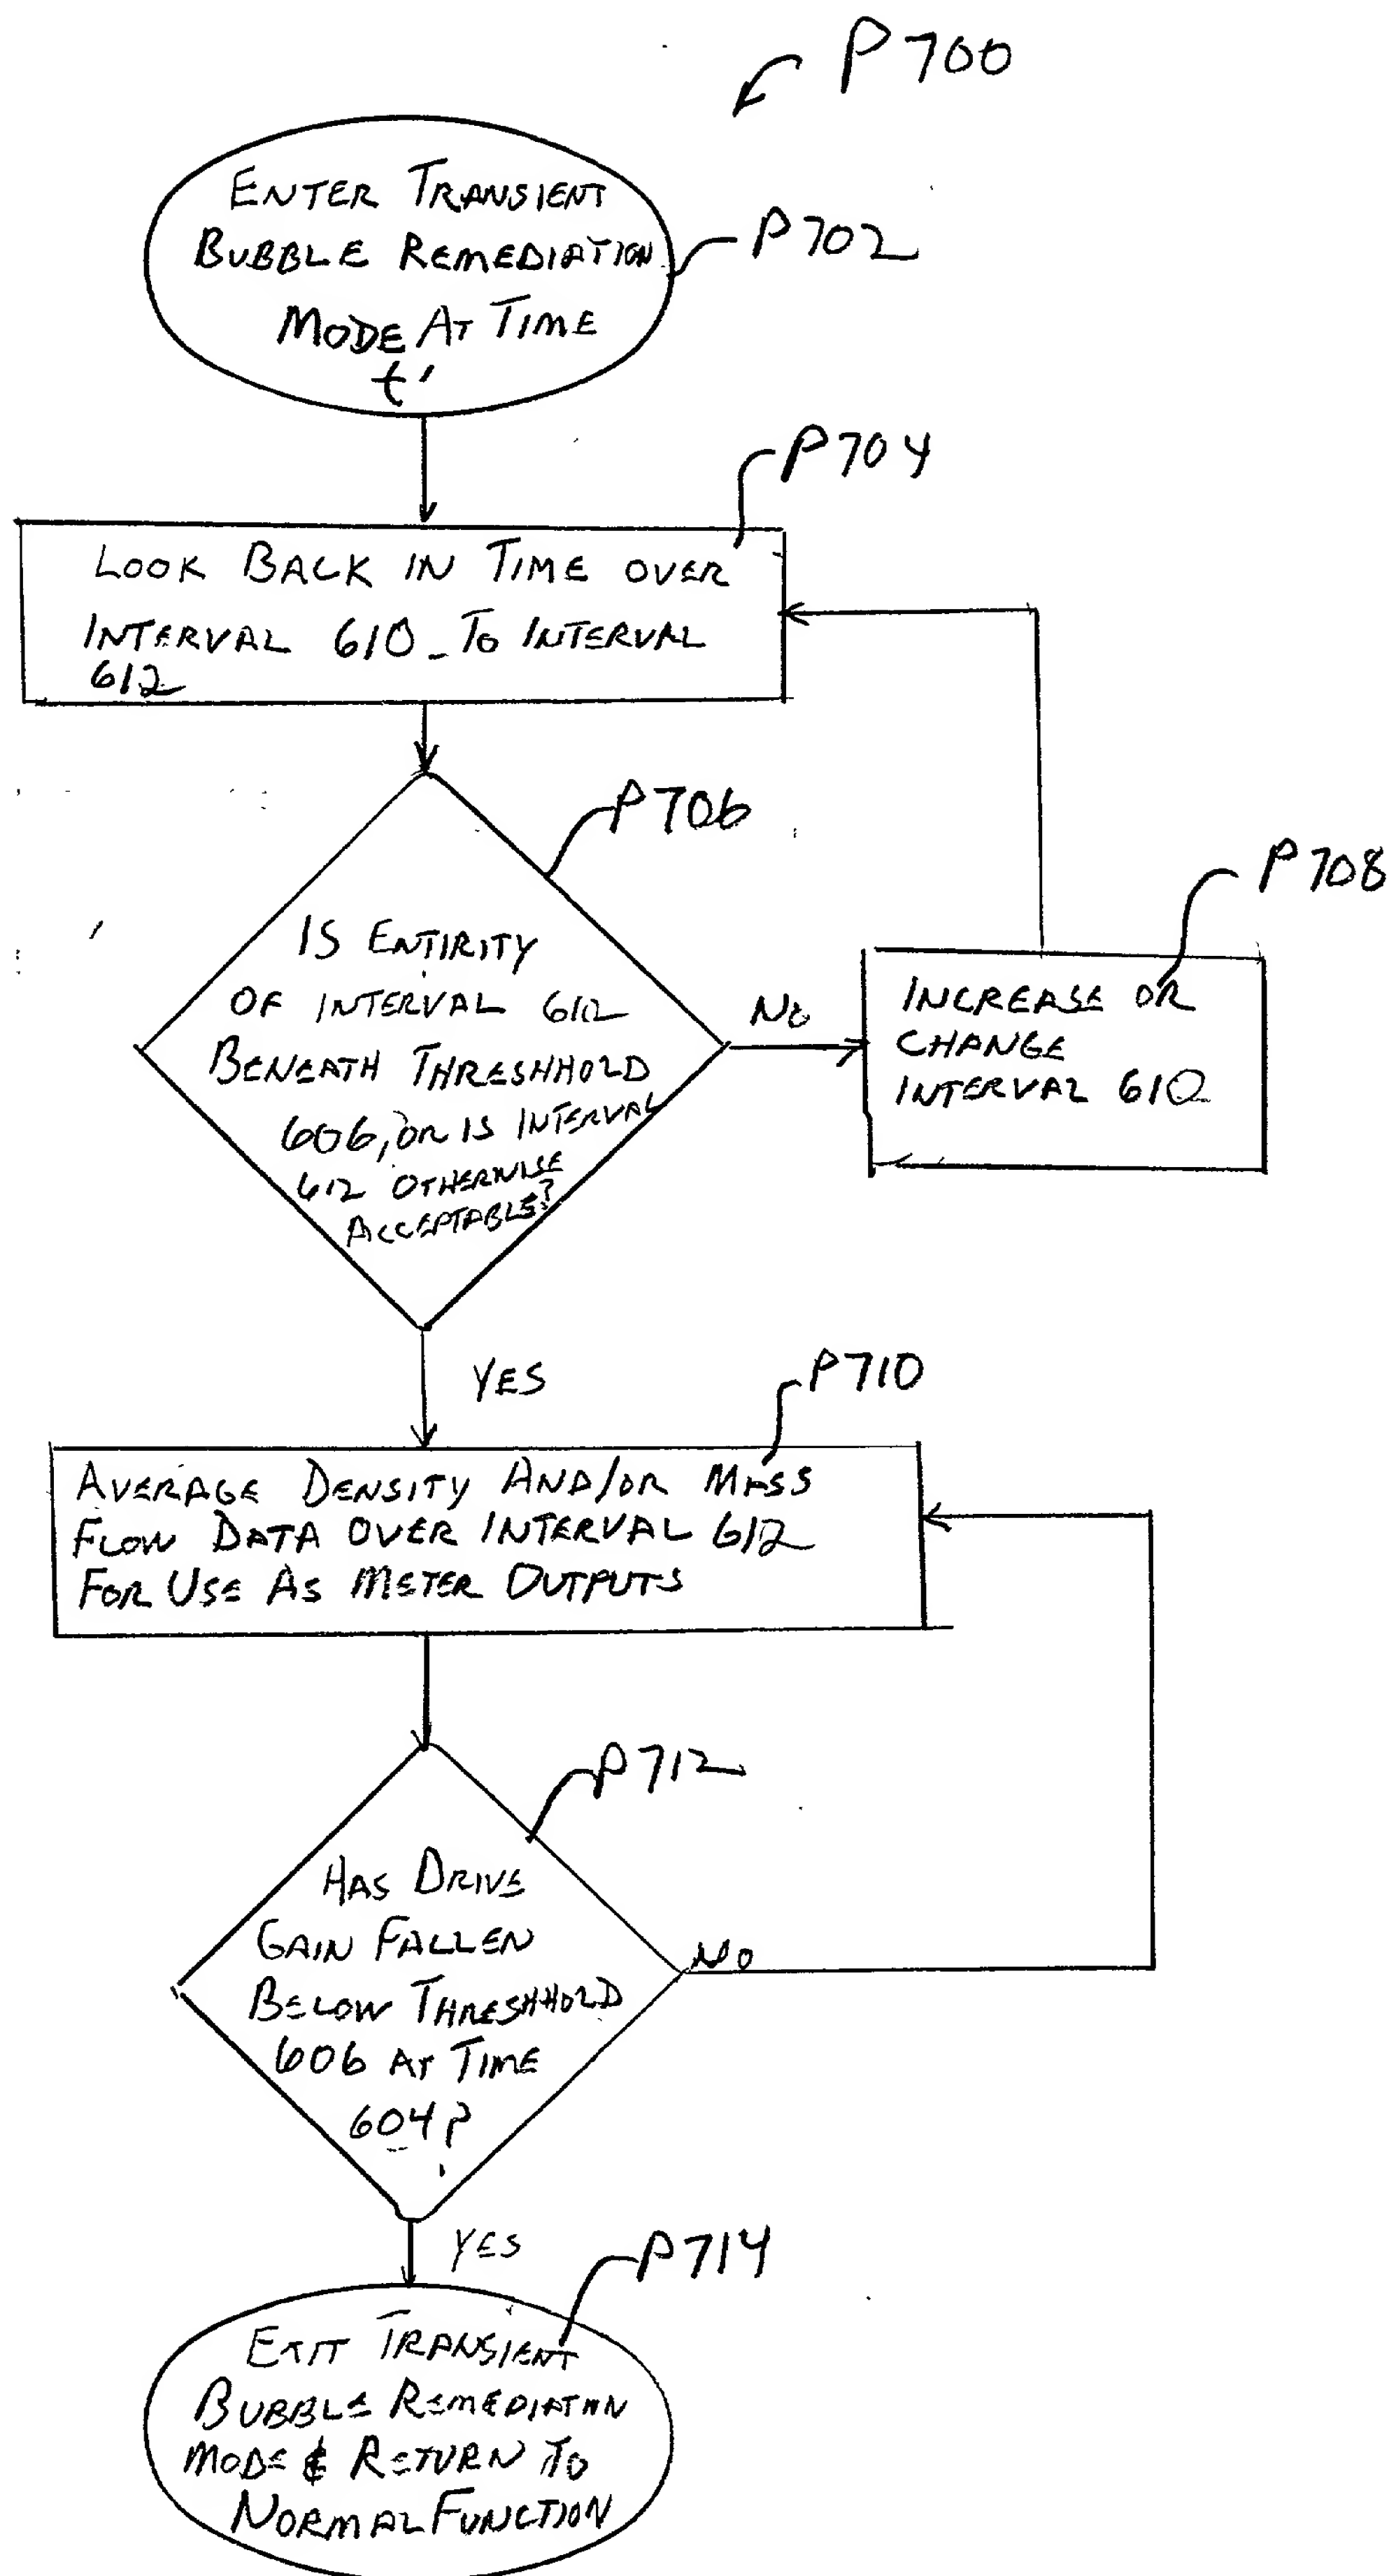 P700
ENTER TRANSIENT
BUBBLE REMEDIATION
MODE AT TIME
t'
P702
P704
LOOK BACK IN TIME OVER
INTERVAL 610 TO INTERVAL
612
P706
IS ENTIRITY
OF INTERVAL 612
BENEATH THRESHHOLD
606, OR IS INTERVAL
612 OTHERWISE
ACCEPTABLE?
NO
P708
INCREASE OR
CHANGE
INTERVAL 610
YES
P710
AVERAGE DENSITY AND/OR MASS
FLOW DATA OVER INTERVAL 612
FOR USE AS METER OUTPUTS
P712
HAS DRIVE
GAIN FALLEN
BELOW THRESHHOLD
606 AT TIME
604?
NO
YES
P714
EXIT TRANSIENT
BUBBLE REMEDIATION
MODE & RETURN TO
NORMAL FUNCTION